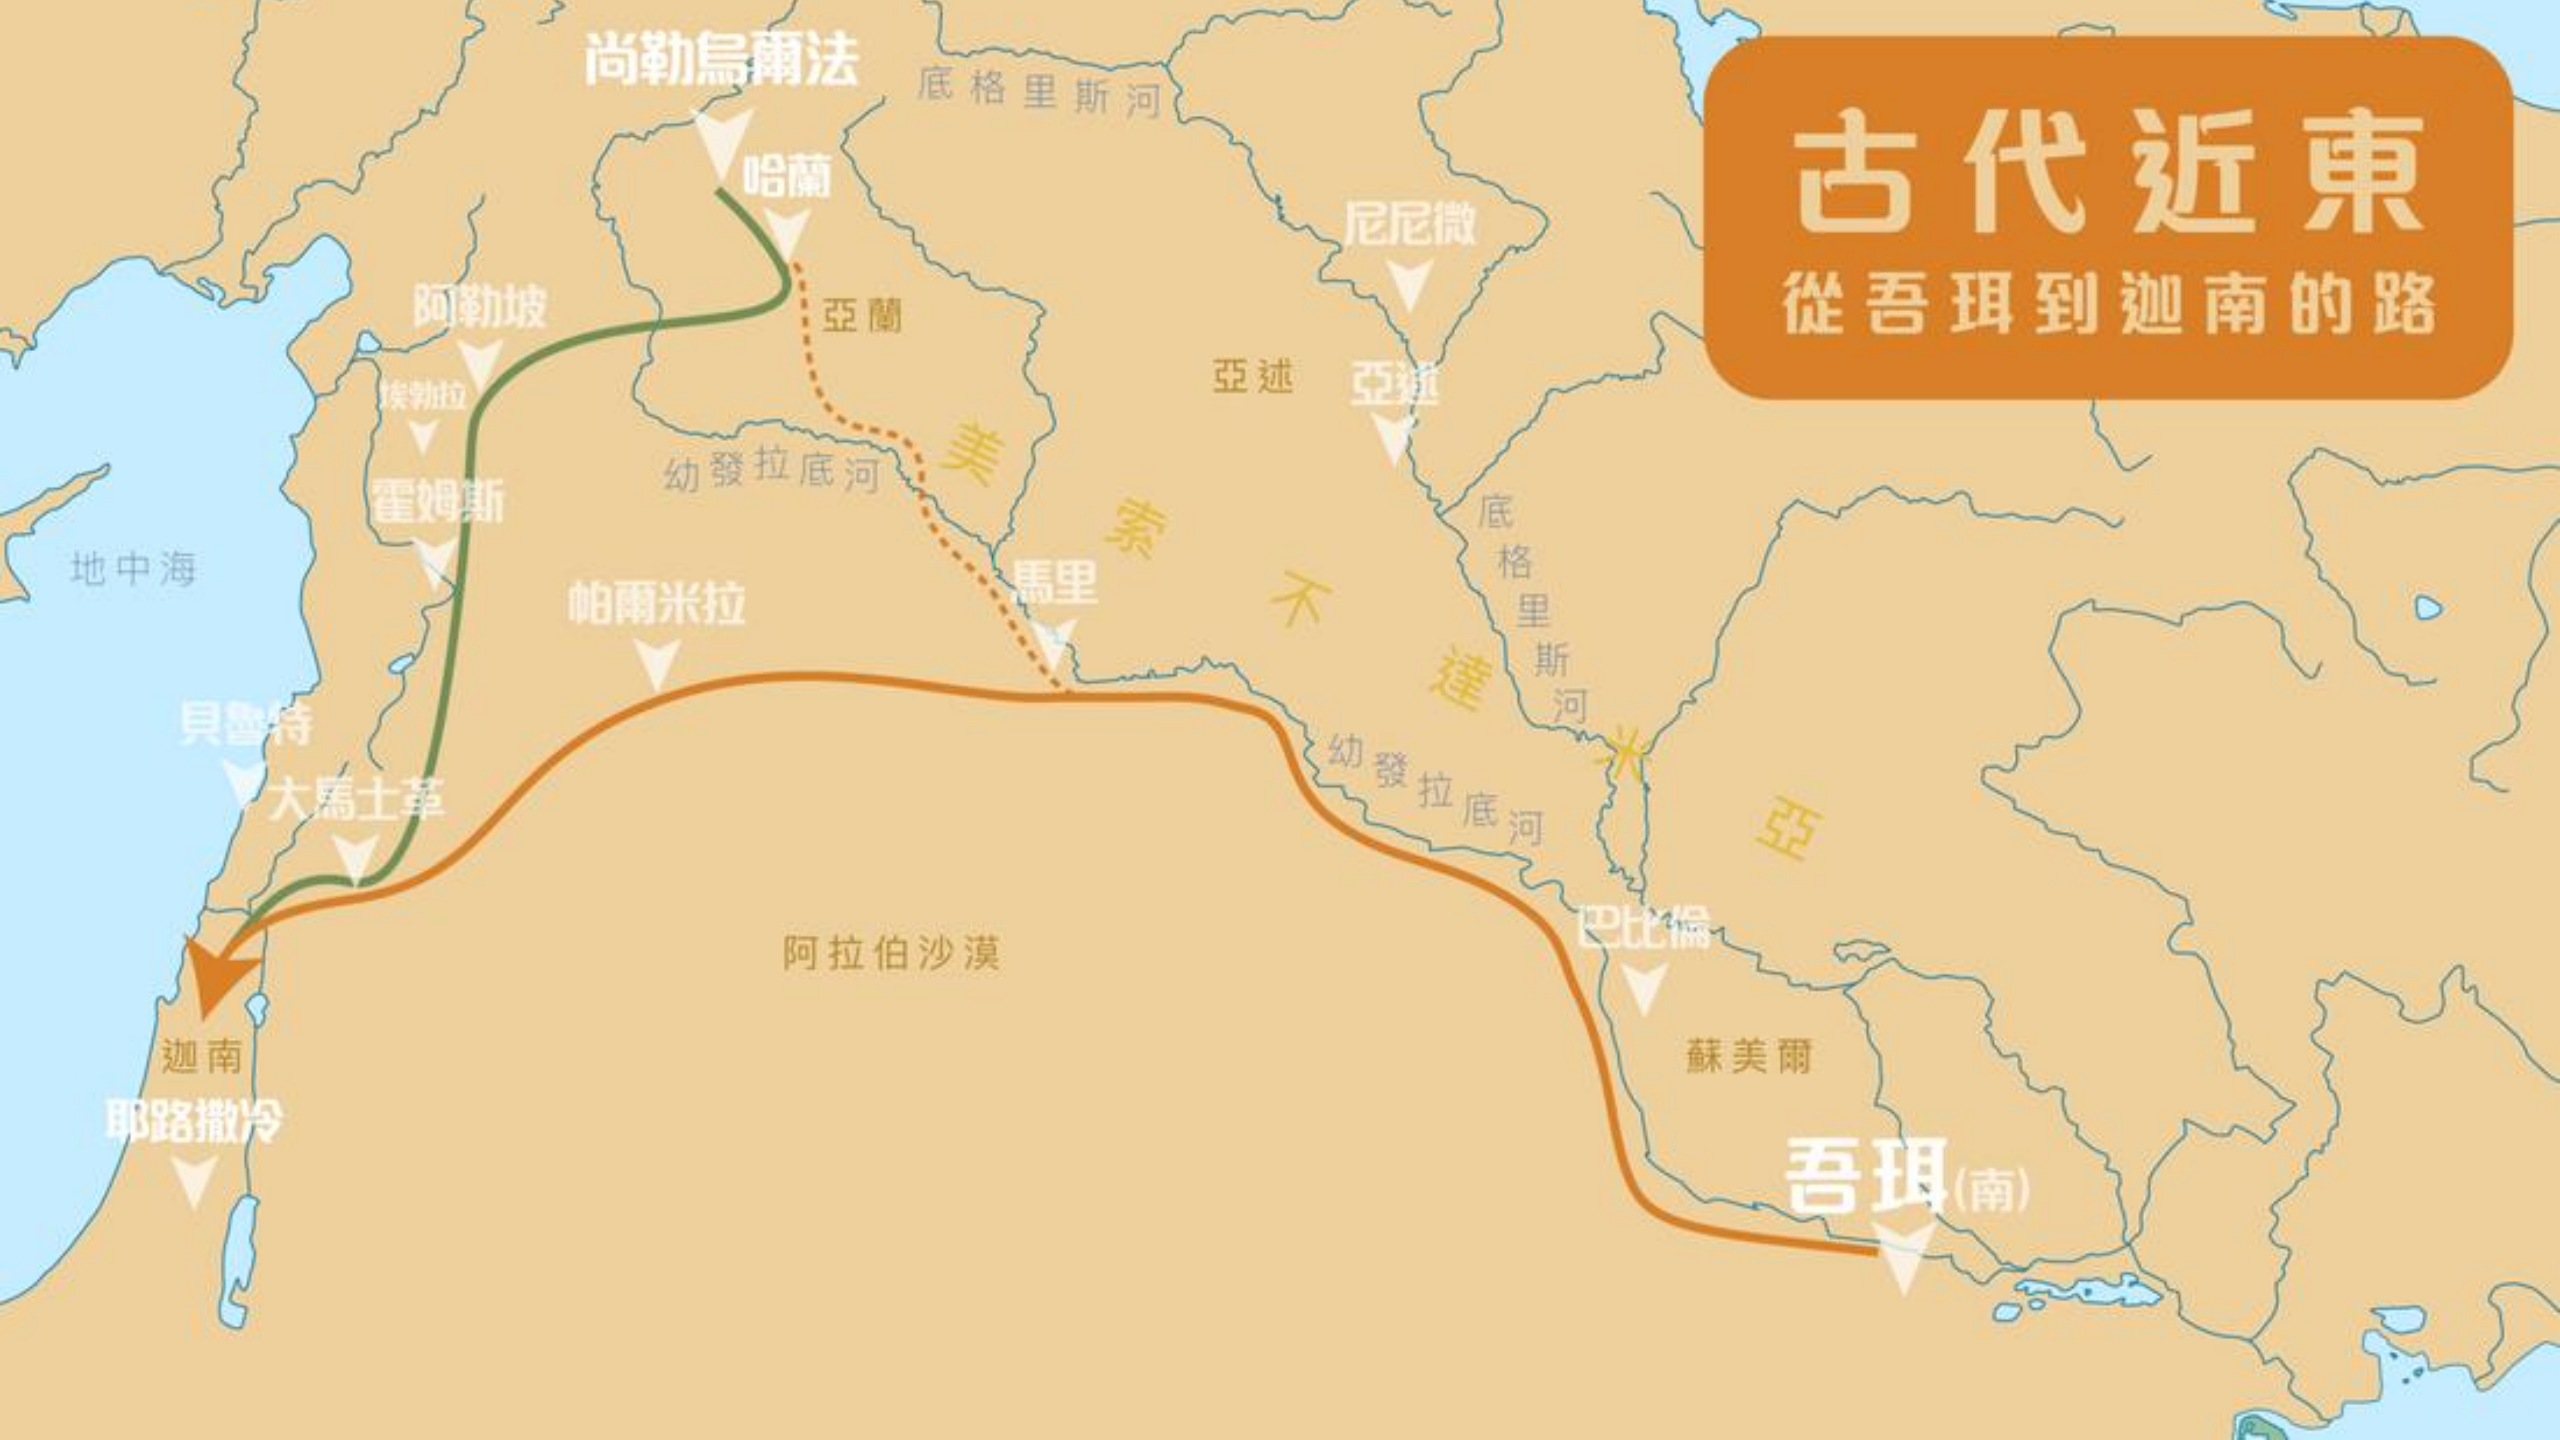 古代近東
從吾珥到迦南的路
尚勒烏爾法
底格里斯河
哈蘭
尼尼微
阿勒坡
亞蘭
亞述
亞述
埃勃拉
美索不達米亞
幼發拉底河
霍姆斯
底格里斯河
地中海
帕爾米拉
馬里
貝魯特
大馬士革
幼發拉底河
阿拉伯沙漠
巴比倫
迦南
蘇美爾
耶路撒冷
吾珥(南)